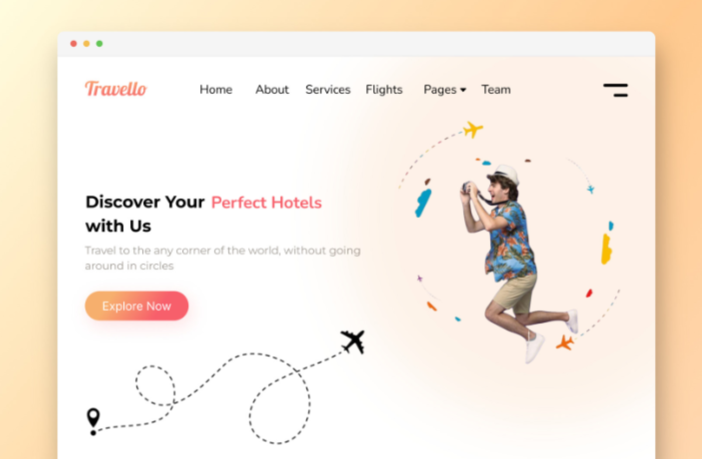 Travello
Home About Services Flights Pages Team
Discover Your Perfect Hotels
with Us
Travel to the any corner of the world, without going
around in circles
Explore Now